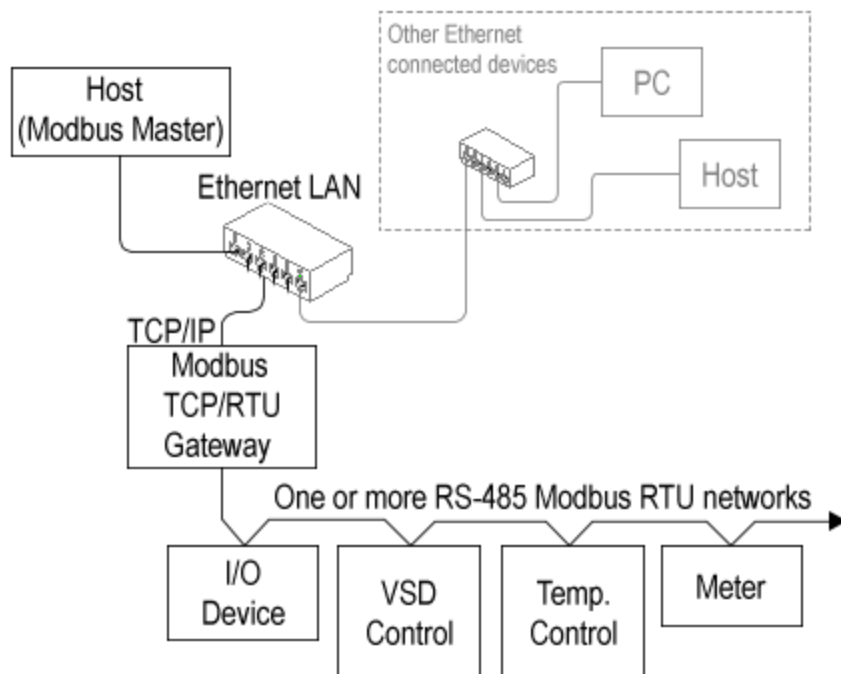 Other Ethernet
connected devices
PC
Host
Host
(Modbus Master)
Ethernet LAN
TCP/IP
Modbus
TCP/RTU
Gateway
One or more RS-485 Modbus RTU networks
I/O
Device
VSD
Control
Temp.
Control
Meter